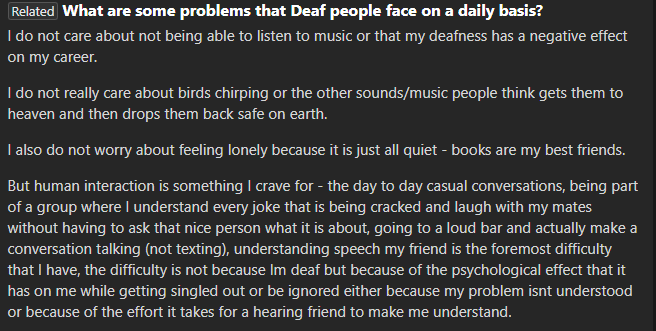 Related What are some problems that Deaf people face on a daily basis?
I do not care about not being able to listen to music or that my deafness has a negative effect
on my career.
I do not really care about birds chirping or the other sounds/music people think gets them to
heaven and then drops them back safe on earth.
I also do not worry about feeling lonely because it is just all quiet - books are my best friends.
But human interaction is something I crave for - the day to day casual conversations, being part
of a group where I understand every joke that is being cracked and laugh with my mates
without having to ask that nice person what it is about, going to a loud bar and actually make a
conversation talking (not texting), understanding speech my friend is the foremost difficulty
that I have, the difficulty is not because Im deaf but because of the psychological effect that it
has on me while getting singled out or be ignored either because my problem isnt understood
or because of the effort it takes for a hearing friend to make me understand.